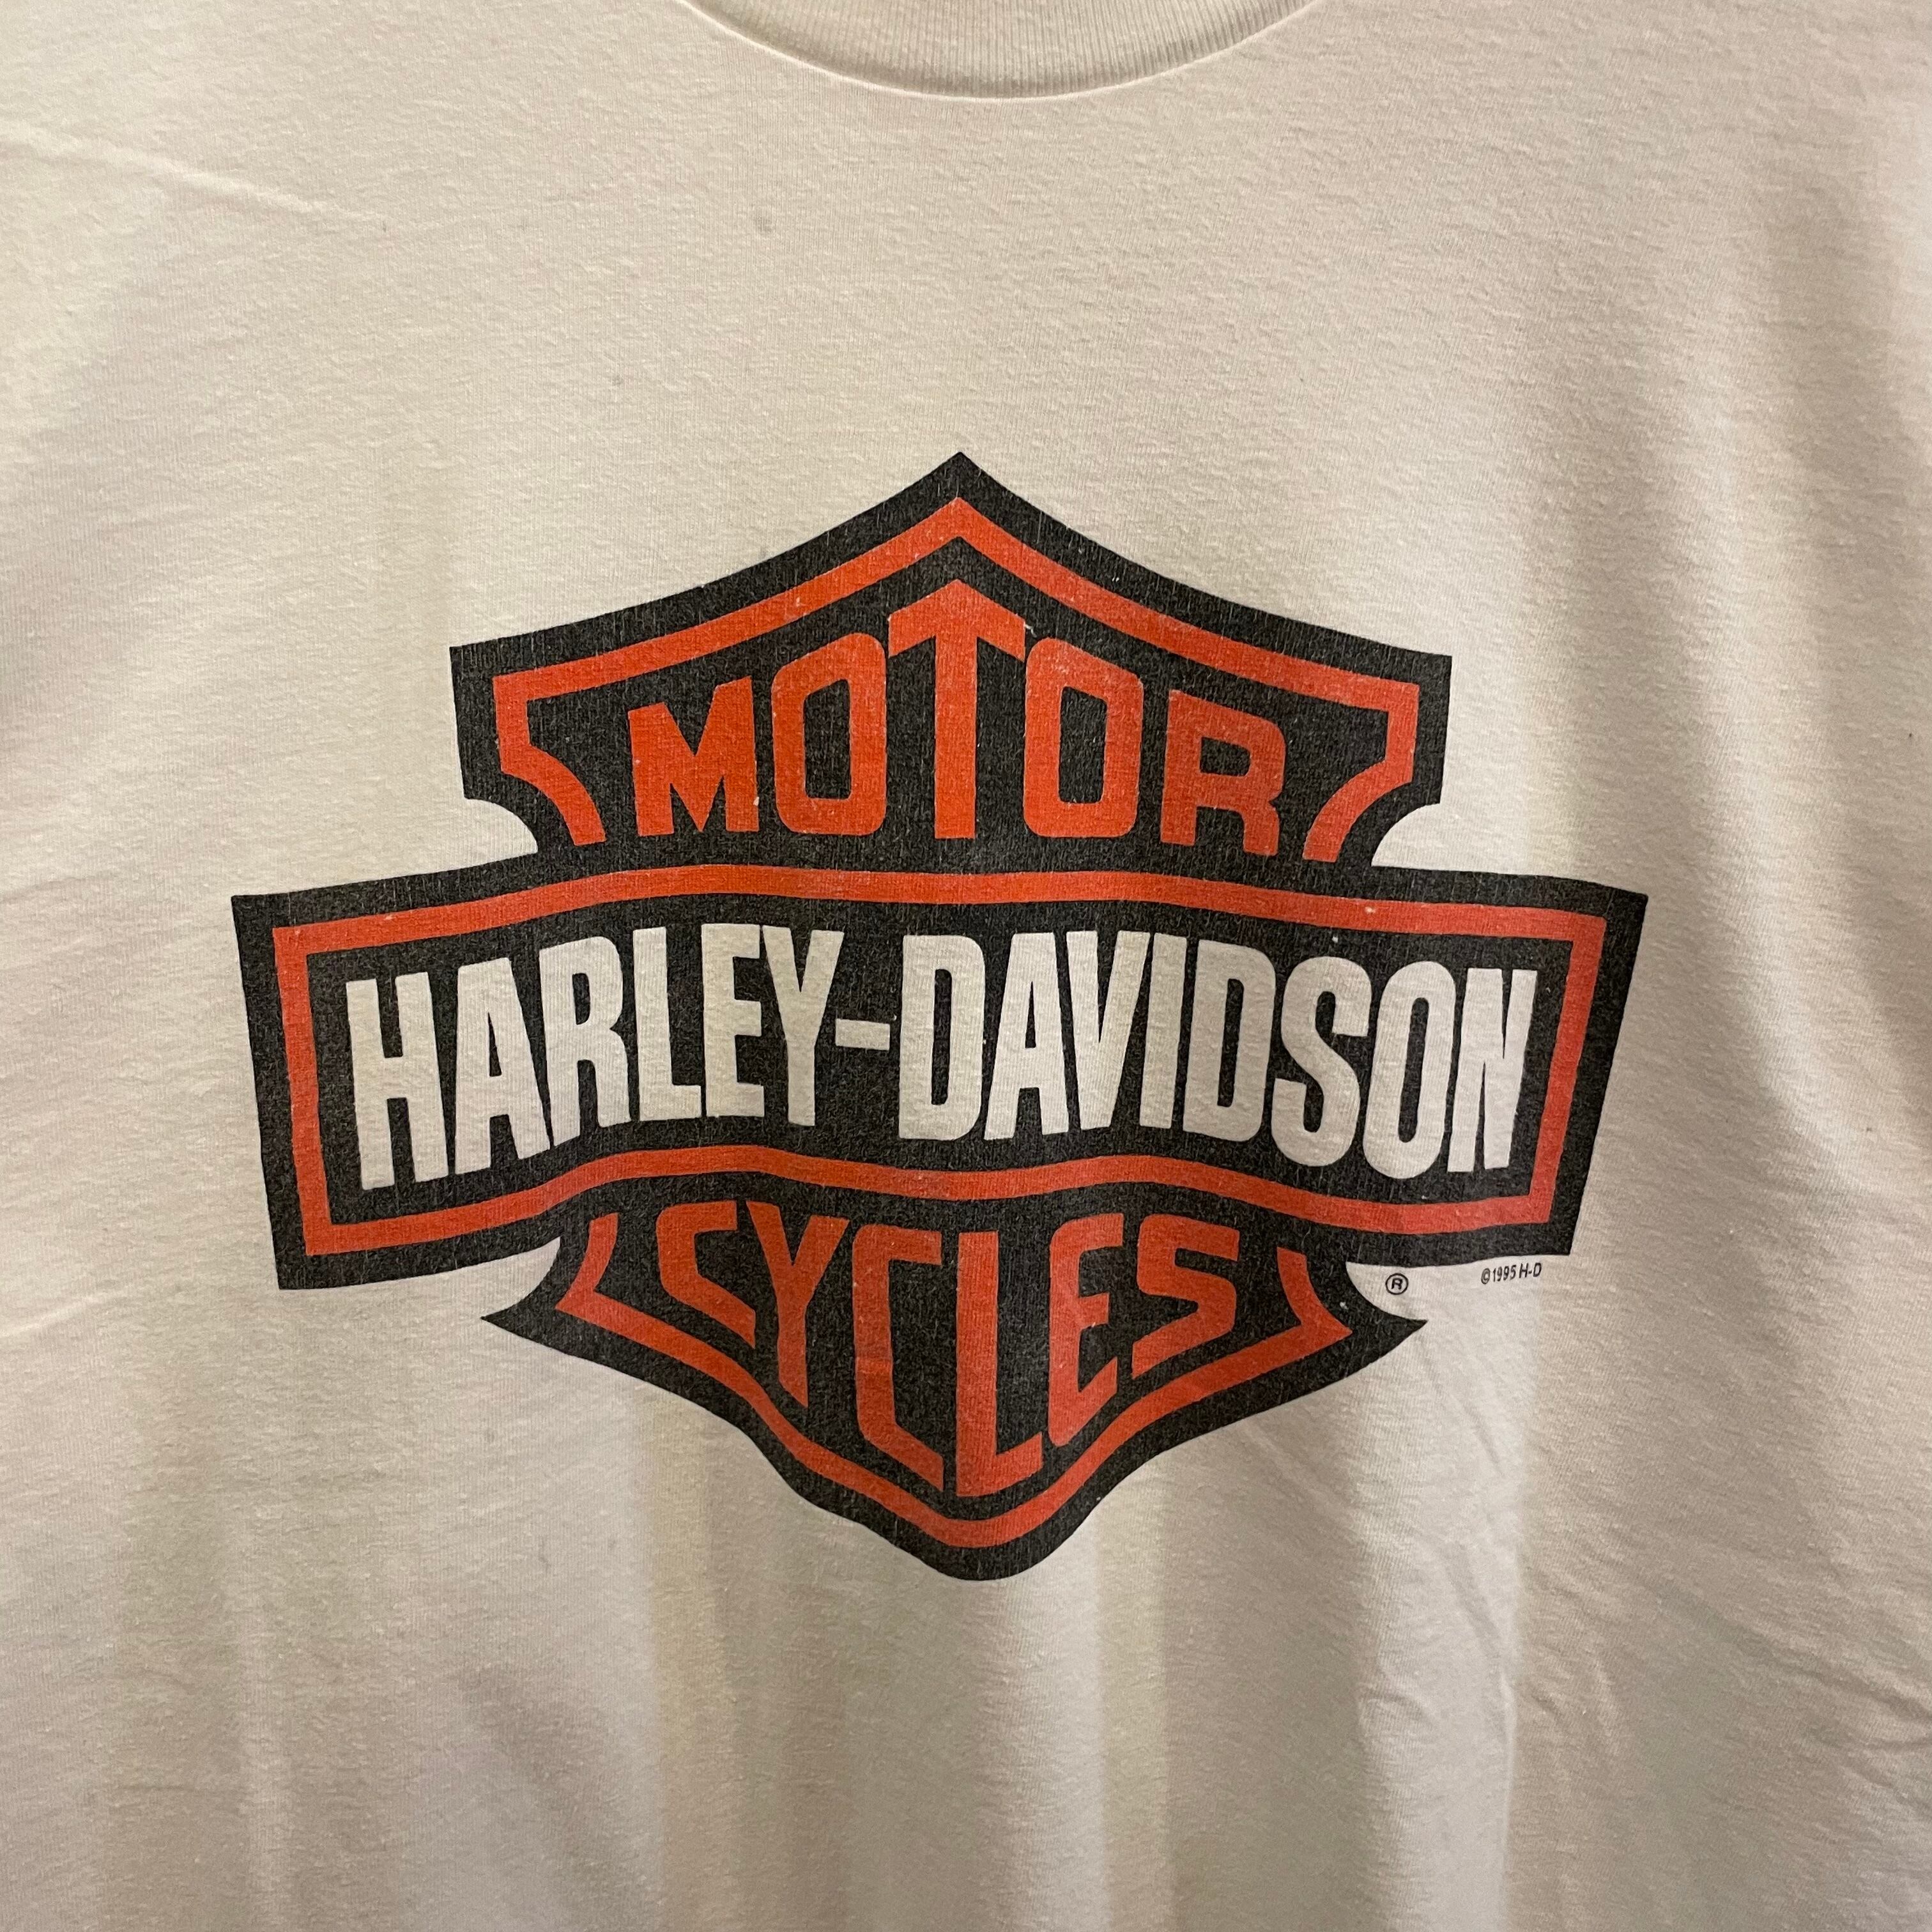 MOTOR
HARLEY-DAVIDSON
CYCLES
®
©1995 H-D